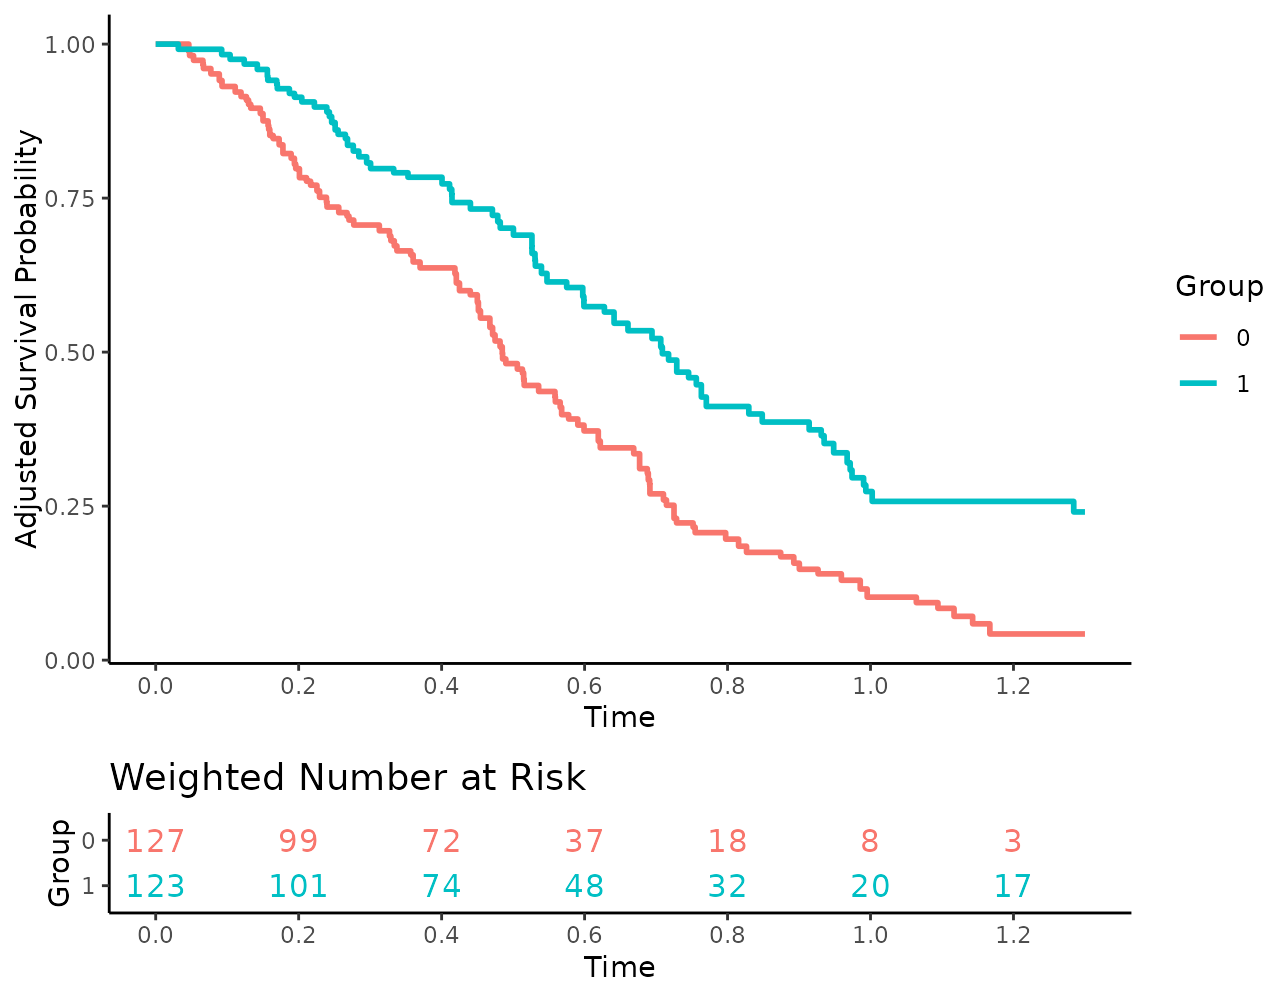 1.00
0.75
0.50
0.25
0.00
Adjusted Survival Probability
0.0 0.2 0.4 0.6 0.8 1.0 1.2
Time
Group
0
1
Weighted Number at Risk
Group
0 127 99 72 37 18 8 3
1 123 101 74 48 32 20 17
0.0 0.2 0.4 0.6 0.8 1.0 1.2
Time